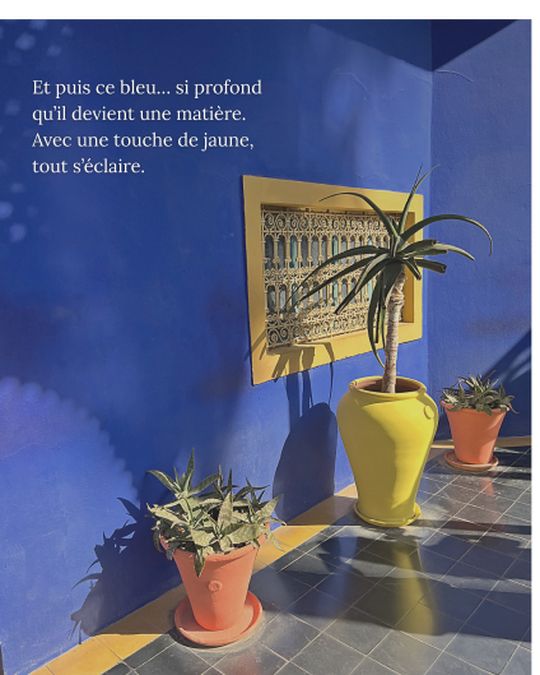 Et puis ce bleu... si profond
qu’il devient une matière.
Avec une touche de jaune,
tout s’éclaire.